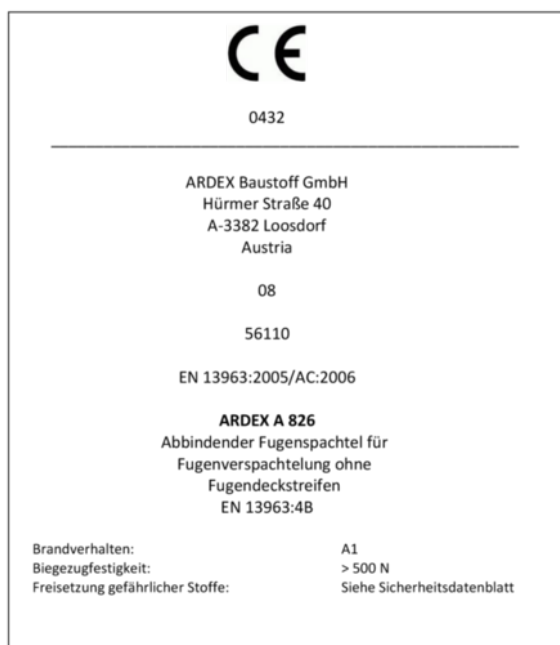 CE
0432
ARDEX Baustoff GmbH
Hürmer Straße 40
A-3382 Loosdorf
Austria
08
56110
EN 13963:2005/AC:2006
ARDEX A 826
Abbindender Fugenspachtel für
Fugenverspachtelung ohne
Fugendeckstreifen
EN 13963:4B
Brandverhalten: A1
Biegezugfestigkeit: > 500 N
Freisetzung gefährlicher Stoffe: Siehe Sicherheitsdatenblatt